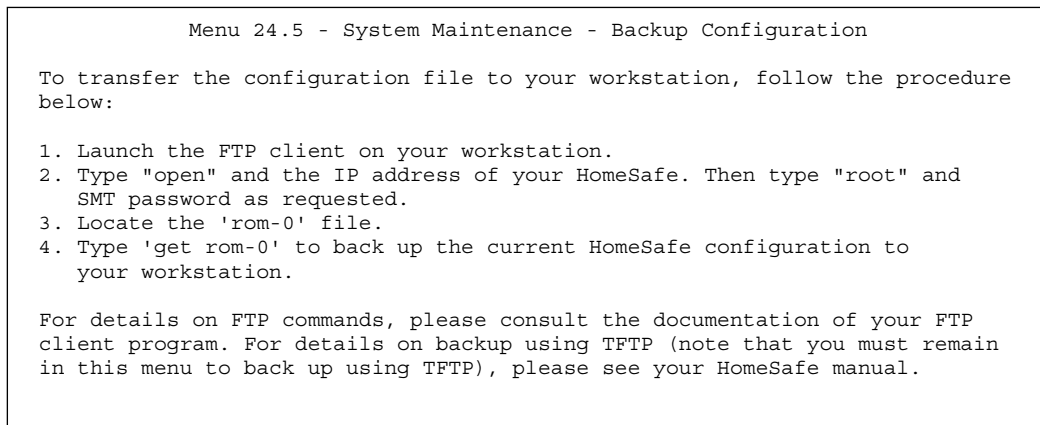 Menu 24.5 - System Maintenance - Backup Configuration
To transfer the configuration file to your workstation, follow the procedure
below:
1. Launch the FTP client on your workstation.
2. Type "open" and the IP address of your HomeSafe. Then type "root" and
SMT password as requested.
3. Locate the 'rom-0' file.
4. Type 'get rom-0' to back up the current HomeSafe configuration to
your workstation.
For details on FTP commands, please consult the documentation of your FTP
client program. For details on backup using TFTP (note that you must remain
in this menu to back up using TFTP), please see your HomeSafe manual.